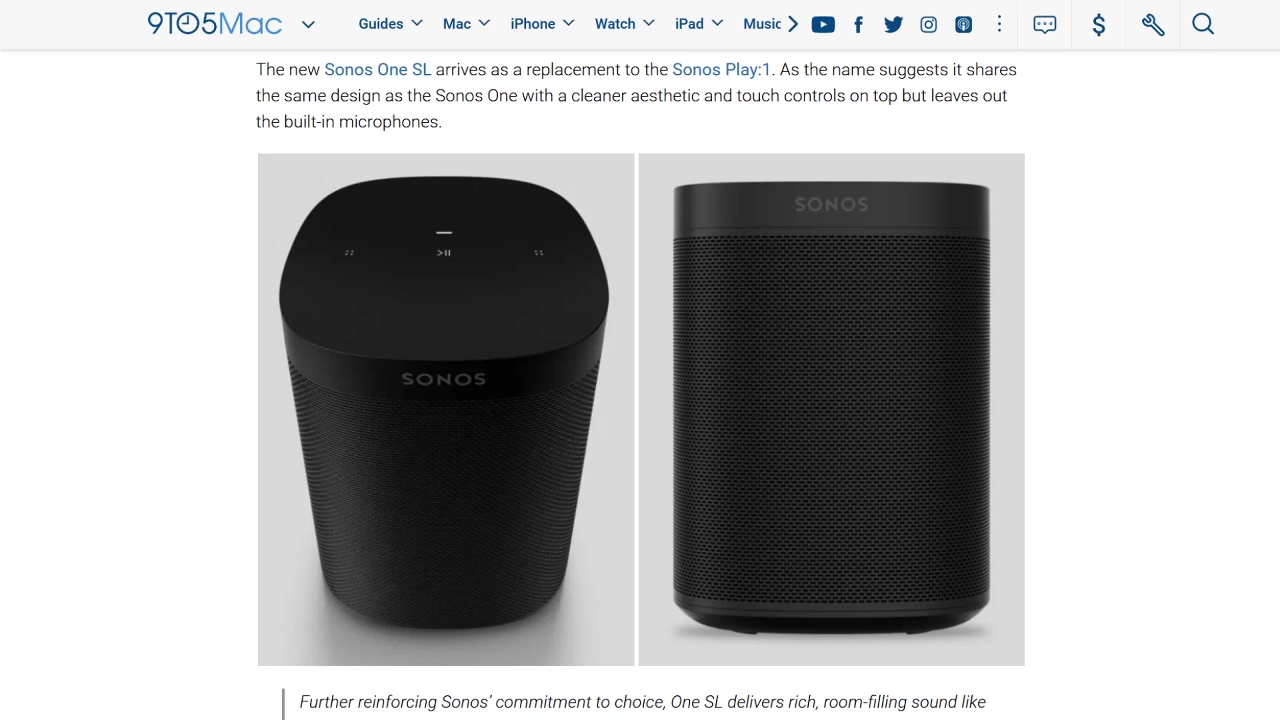 9TO5Mac Guides Mac iPhone Watch iPad Music $
The new Sonos One SL arrives as a replacement to the Sonos Play:1. As the name suggests it shares
the same design as the Sonos One with a cleaner aesthetic and touch controls on top but leaves out
the built-in microphones.
SONOS
SONOS
Further reinforcing Sonos’ commitment to choice, One SL delivers rich, room-filling sound like